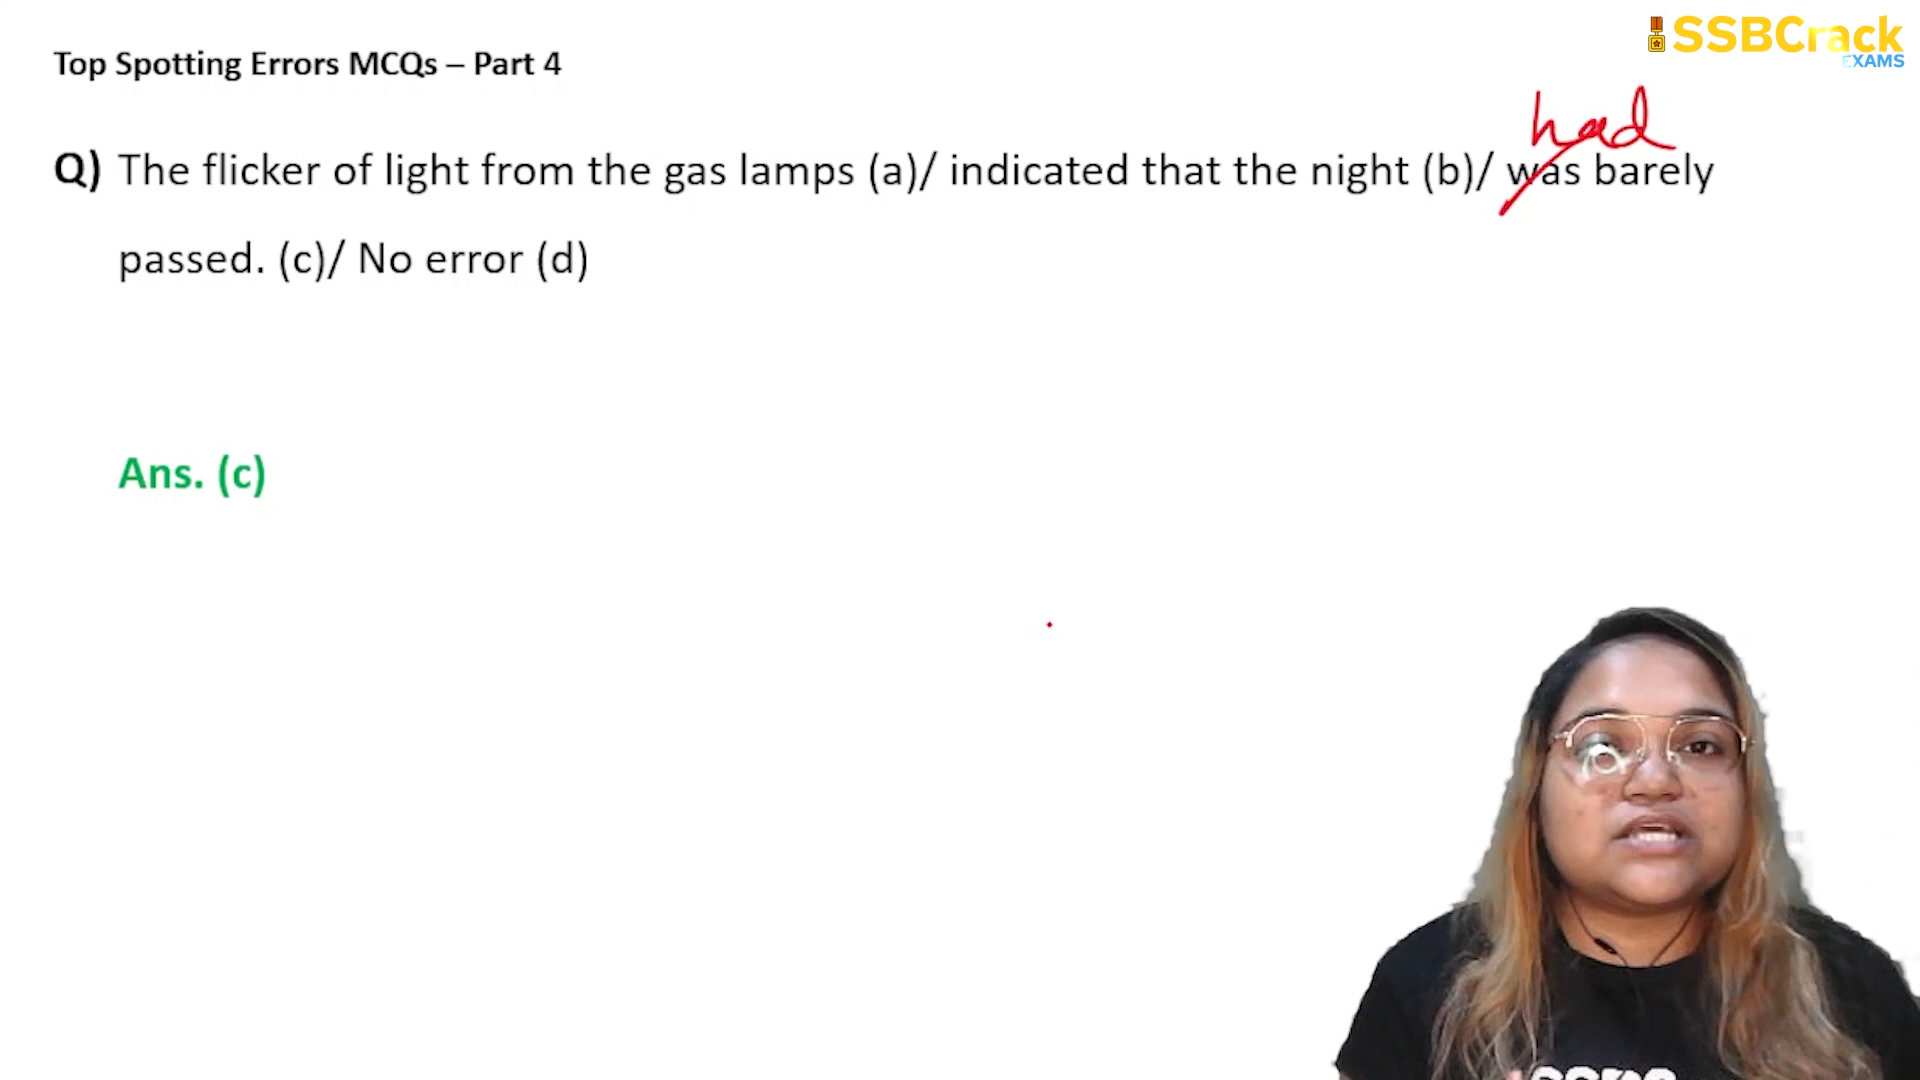 SSBCrack
EXAMS
Top Spotting Errors MCQs – Part 4
had
Q) The flicker of light from the gas lamps (a)/ indicated that the night (b)/ was barely
passed. (c)/ No error (d)
Ans. (c)